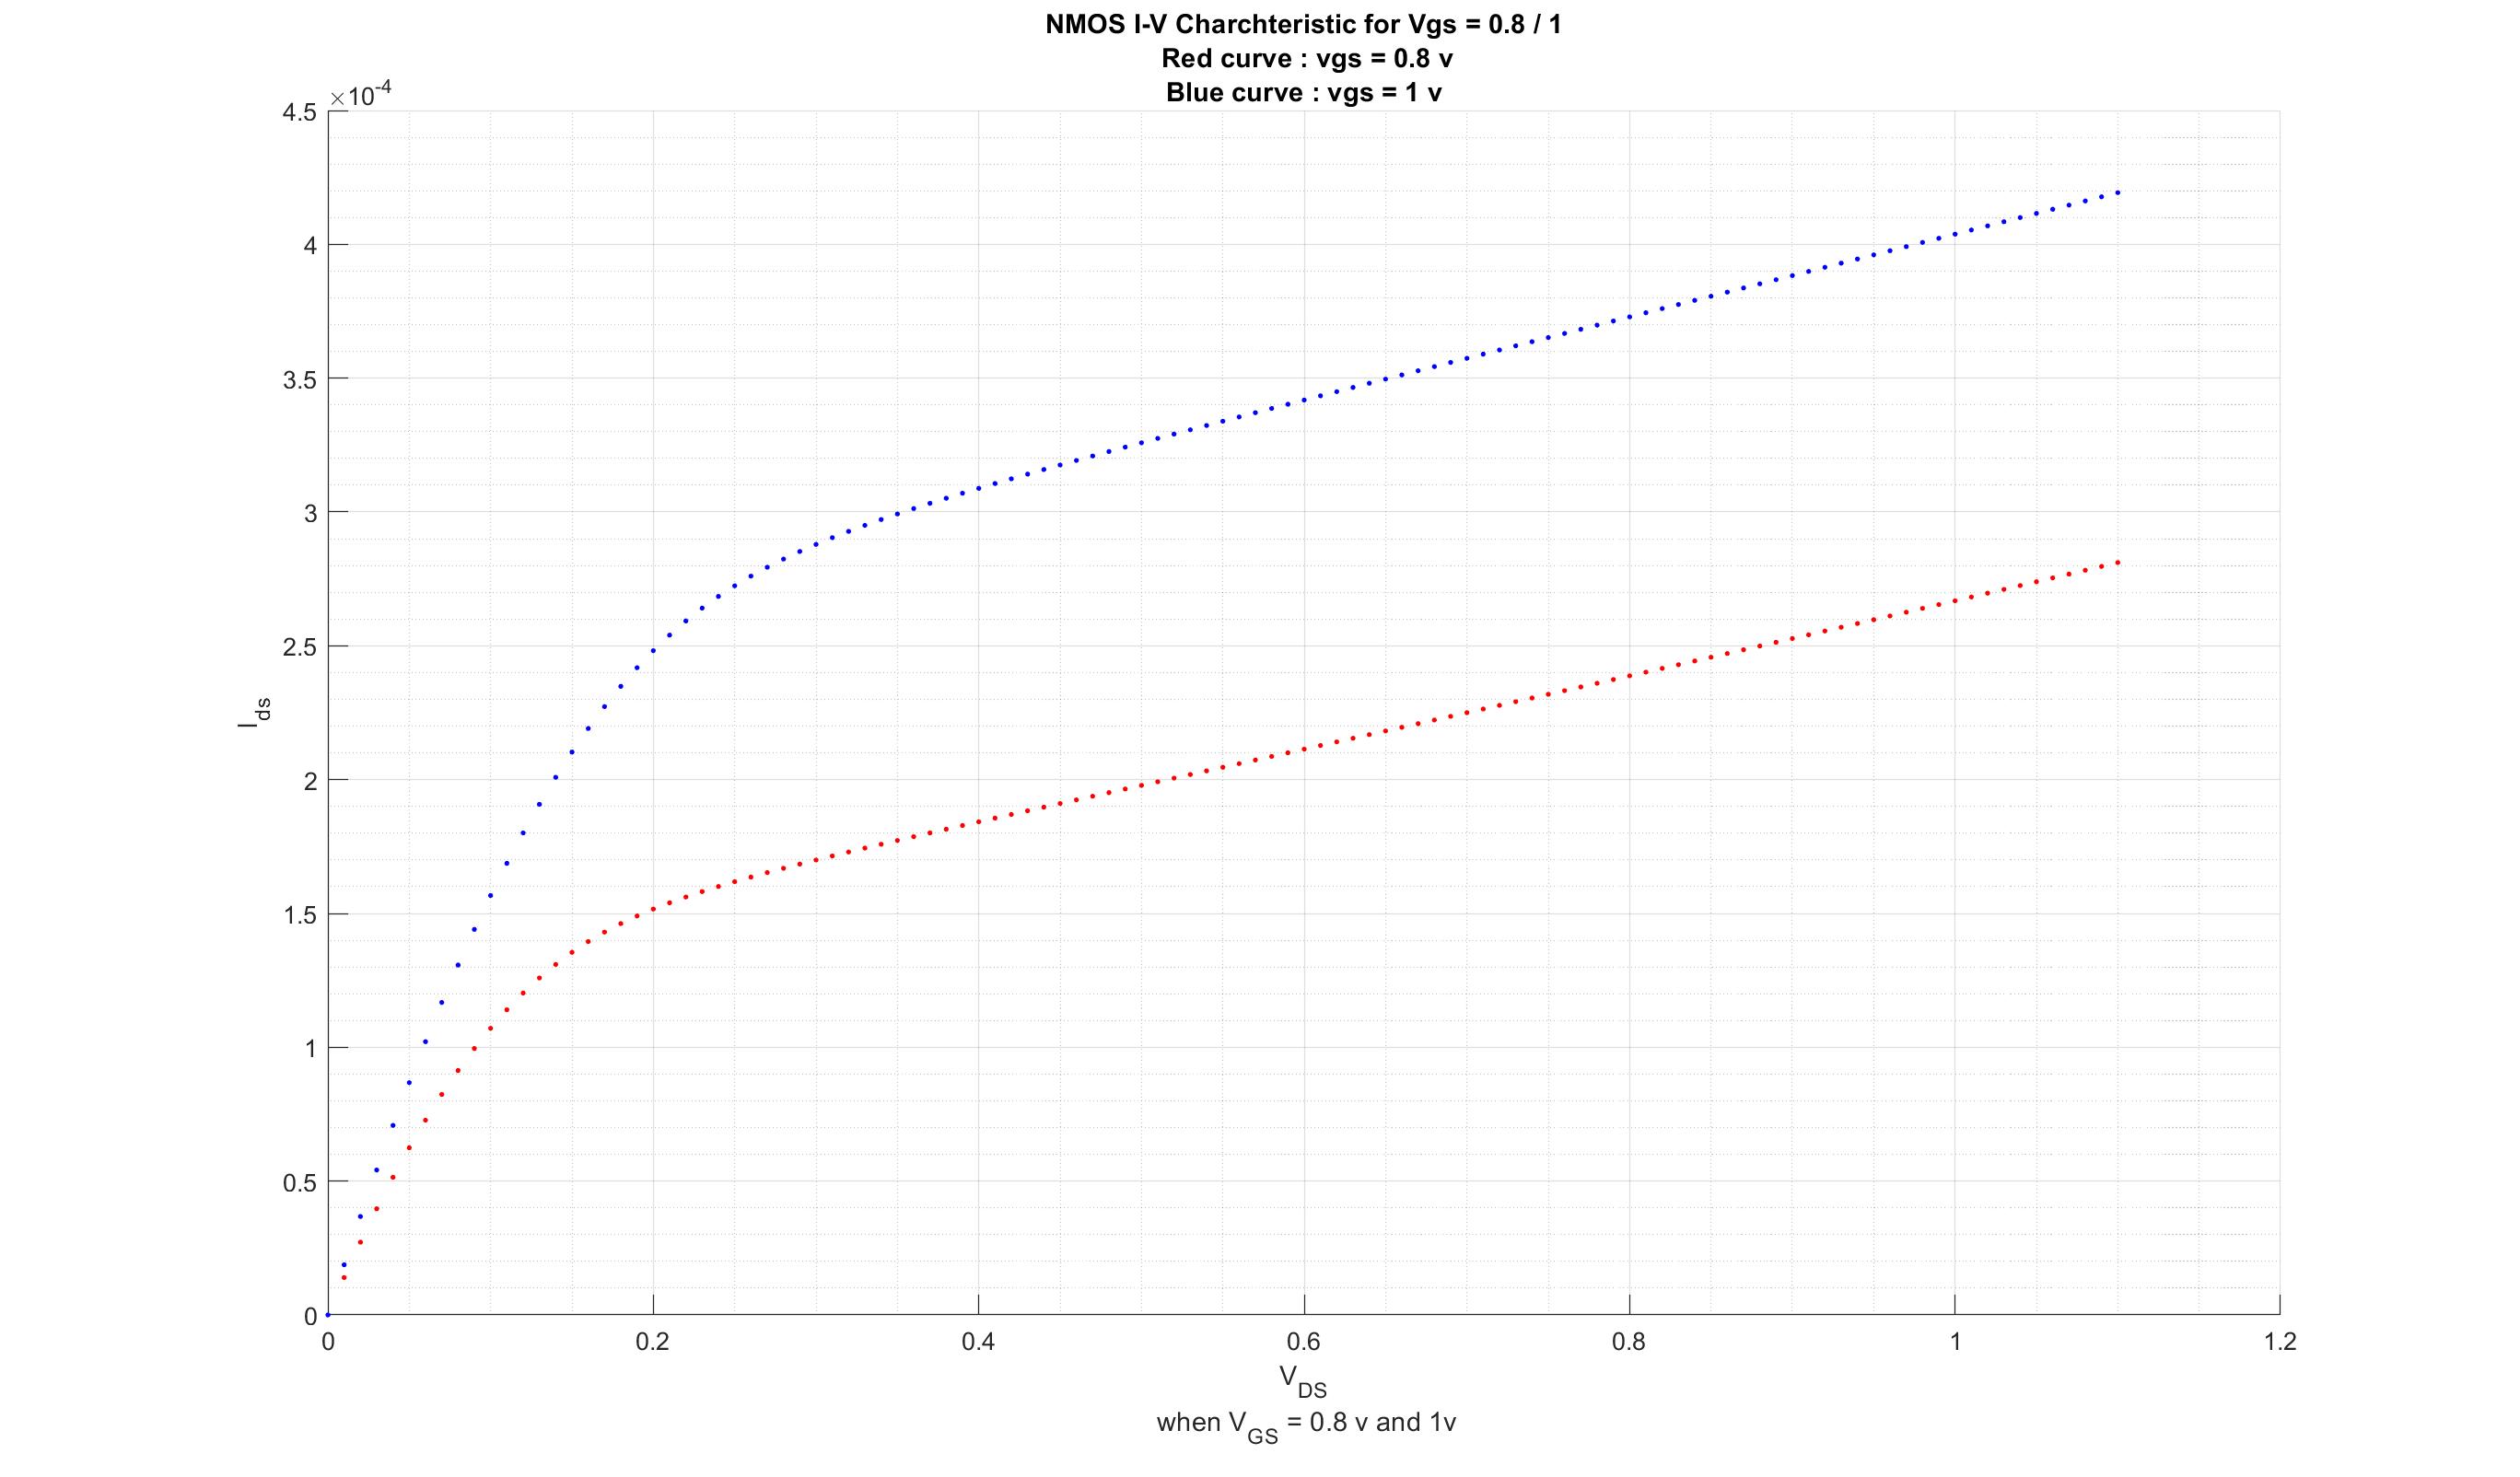 NMOS I-V Charchteristic for Vgs = 0.8 / 1
Red curve : vgs = 0.8 v
Blue curve : vgs = 1 v
×10-4
4.5
4
3.5
3
2.5
2
1.5
1
0.5
0
Ids
0 0.2 0.4 0.6 0.8 1 1.2
VDS
when VGS = 0.8 v and 1v